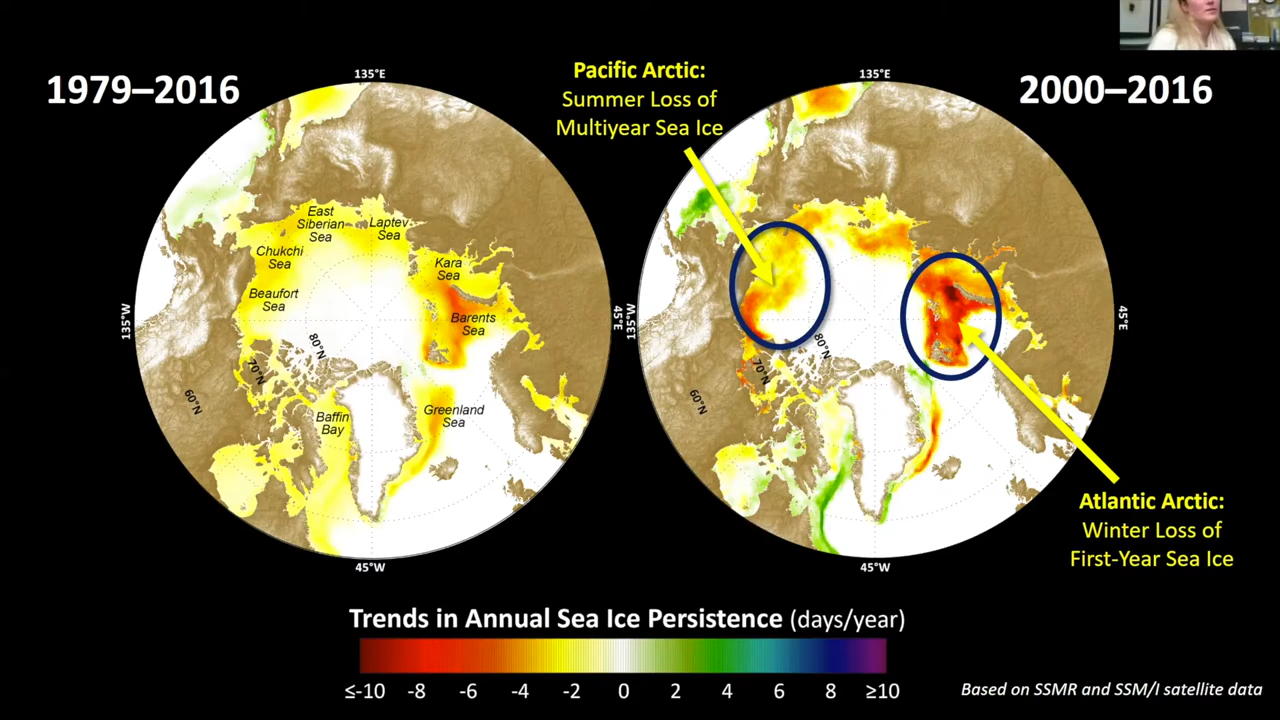 1979–2016
135°E
Pacific Arctic:
Summer Loss of
Multiyear Sea Ice
135°E
2000–2016
East
Siberian
Sea
Laptev
Sea
Chukchi
Sea
Kara
Sea
Beaufort
Sea
Barents
Sea
135°W
45°E
80°N
70°N
60°N
Baffin
Bay
Greenland
Sea
45°W
135°W
45°E
80°N
70°N
60°N
45°W
Atlantic Arctic:
Winter Loss of
First-Year Sea Ice
Trends in Annual Sea Ice Persistence (days/year)
≤-10 -8 -6 -4 -2 0 2 4 6 8 ≥10
Based on SSMR and SSM/I satellite data